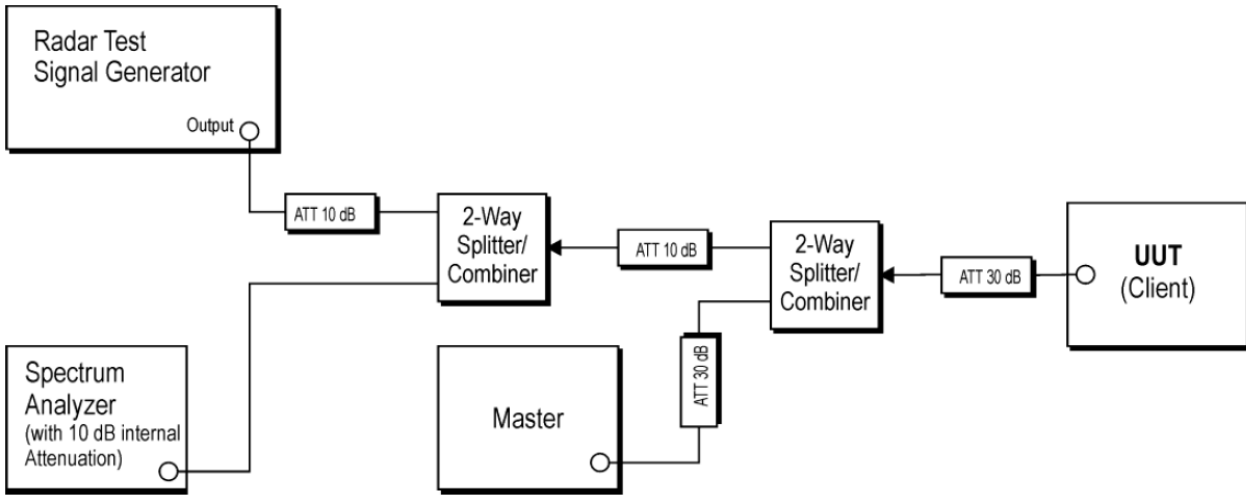 Radar Test
Signal Generator
Output
ATT 10 dB
2-Way
Splitter/
Combiner
ATT 10 dB
2-Way
Splitter/
Combiner
ATT 30 dB
UUT
(Client)
Spectrum
Analyzer
(with 10 dB internal
Attenuation)
Master
ATT 30 dB